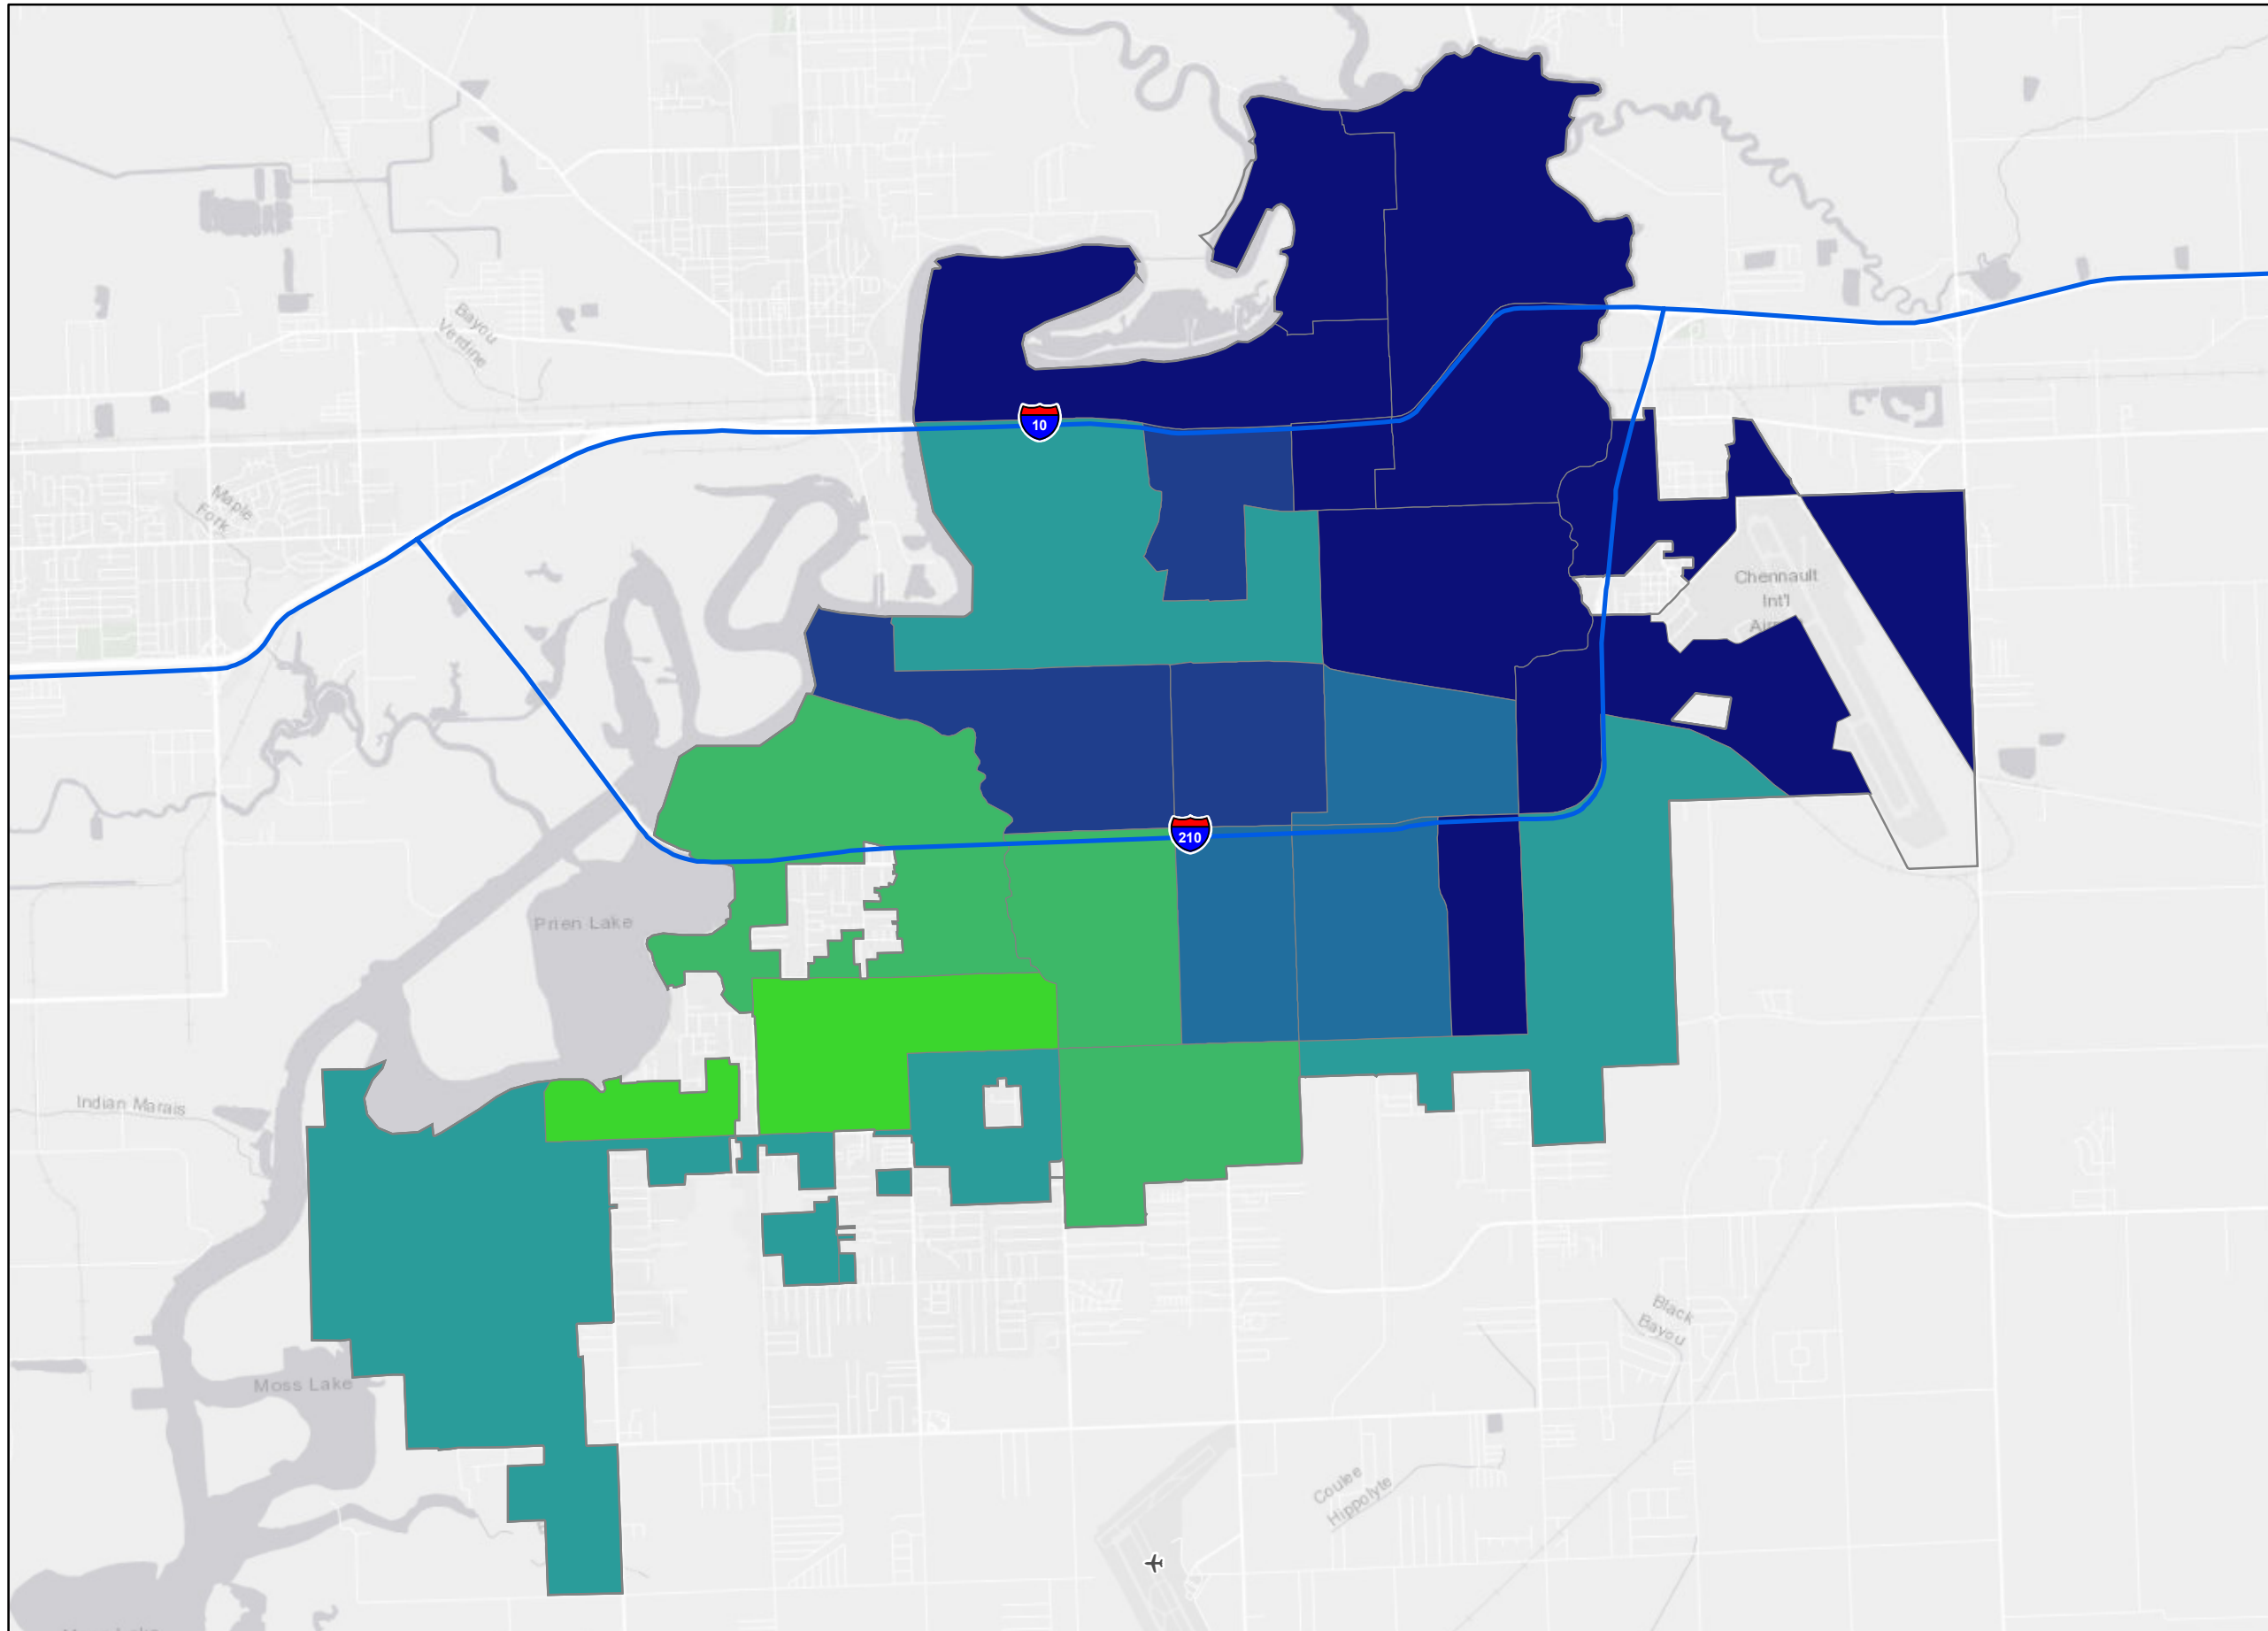 Bayou
Verdine
10
Maple
Fork
Chennault
Int'l
210
Prien Lake
Indian Marais
Black
Bayou
Moss Lake
Coulee
Hippolyte